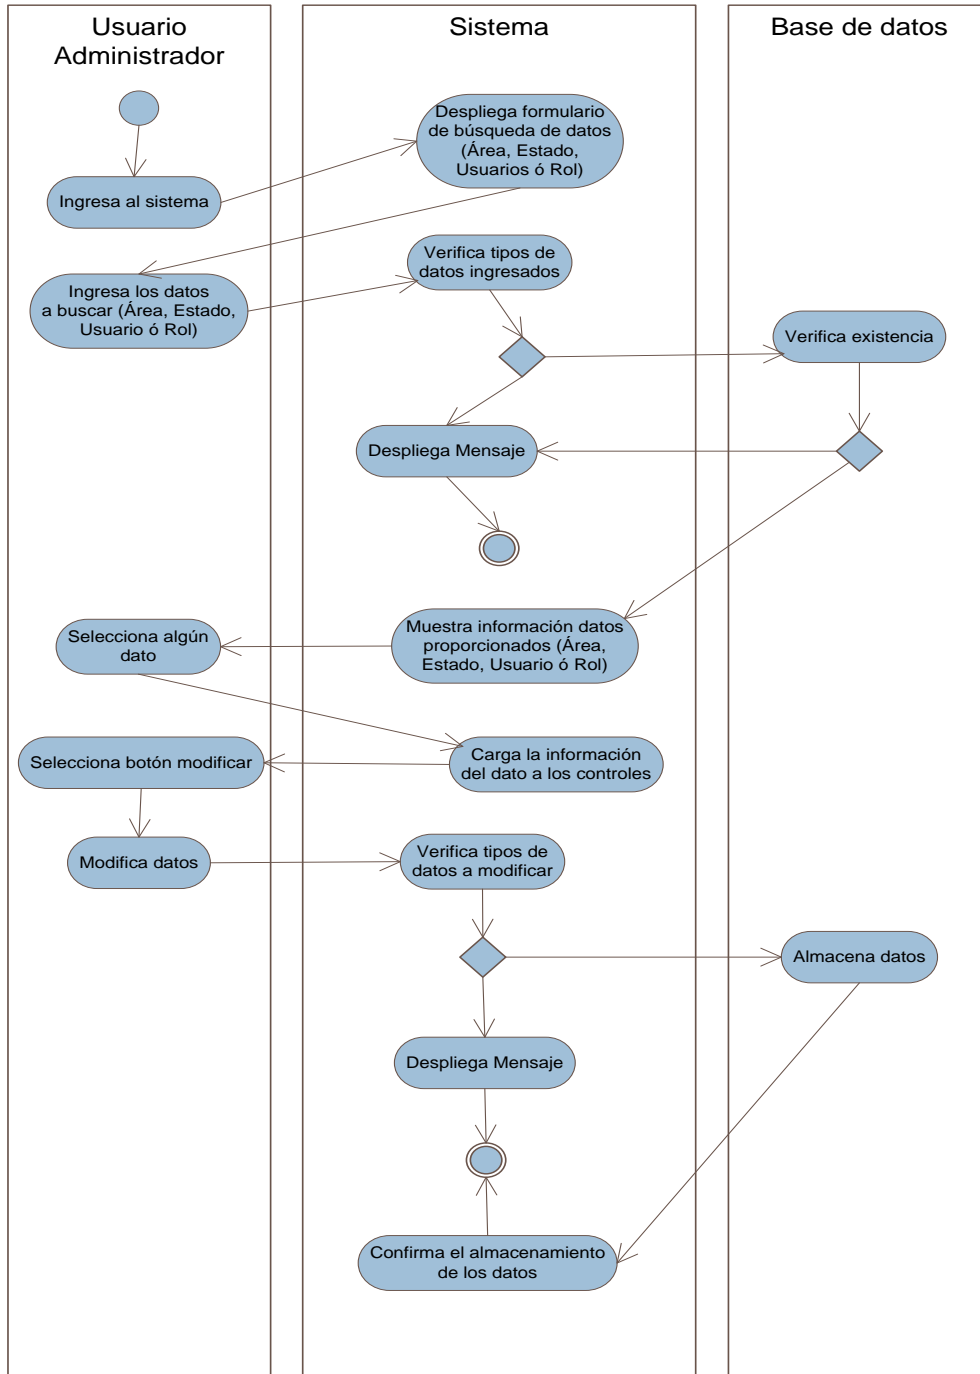 Usuario
Administrador
Sistema
Base de datos
Despliega formulario
de búsqueda de datos
(Área, Estado,
Usuarios ó Rol)
Ingresa al sistema
Verifica tipos de
datos ingresados
Ingresa los datos
a buscar (Área, Estado,
Usuario ó Rol)
Verifica existencia
Despliega Mensaje
Muestra información datos
proporcionados (Área,
Estado, Usuario ó Rol)
Selecciona algún
dato
Carga la información
del dato a los controles
Selecciona botón modificar
Modifica datos
Verifica tipos de
datos a modificar
Almacena datos
Despliega Mensaje
Confirma el almacenamiento
de los datos